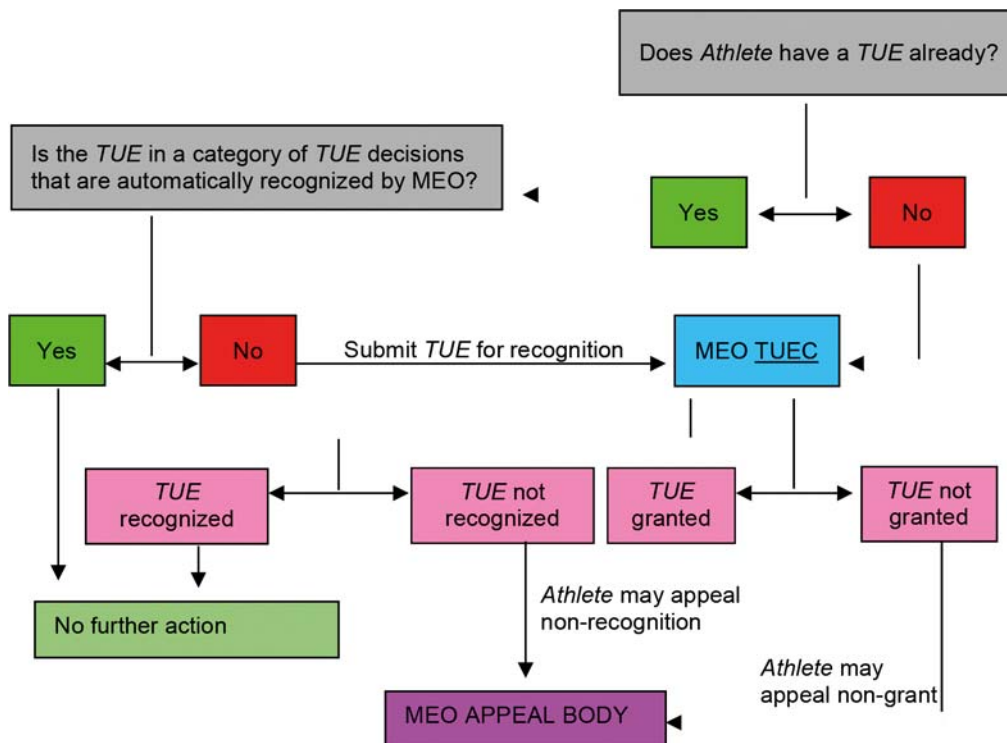 Does Athlete have a TUE already?
Is the TUE in a category of TUE decisions
that are automatically recognized by MEO?
Yes
No
Yes
No
Submit TUE for recognition
MEO TUEC
TUE
recognized
TUE not
recognized
TUE
granted
TUE not
granted
No further action
Athlete may appeal
non-recognition
Athlete may
appeal non-grant
MEO APPEAL BODY